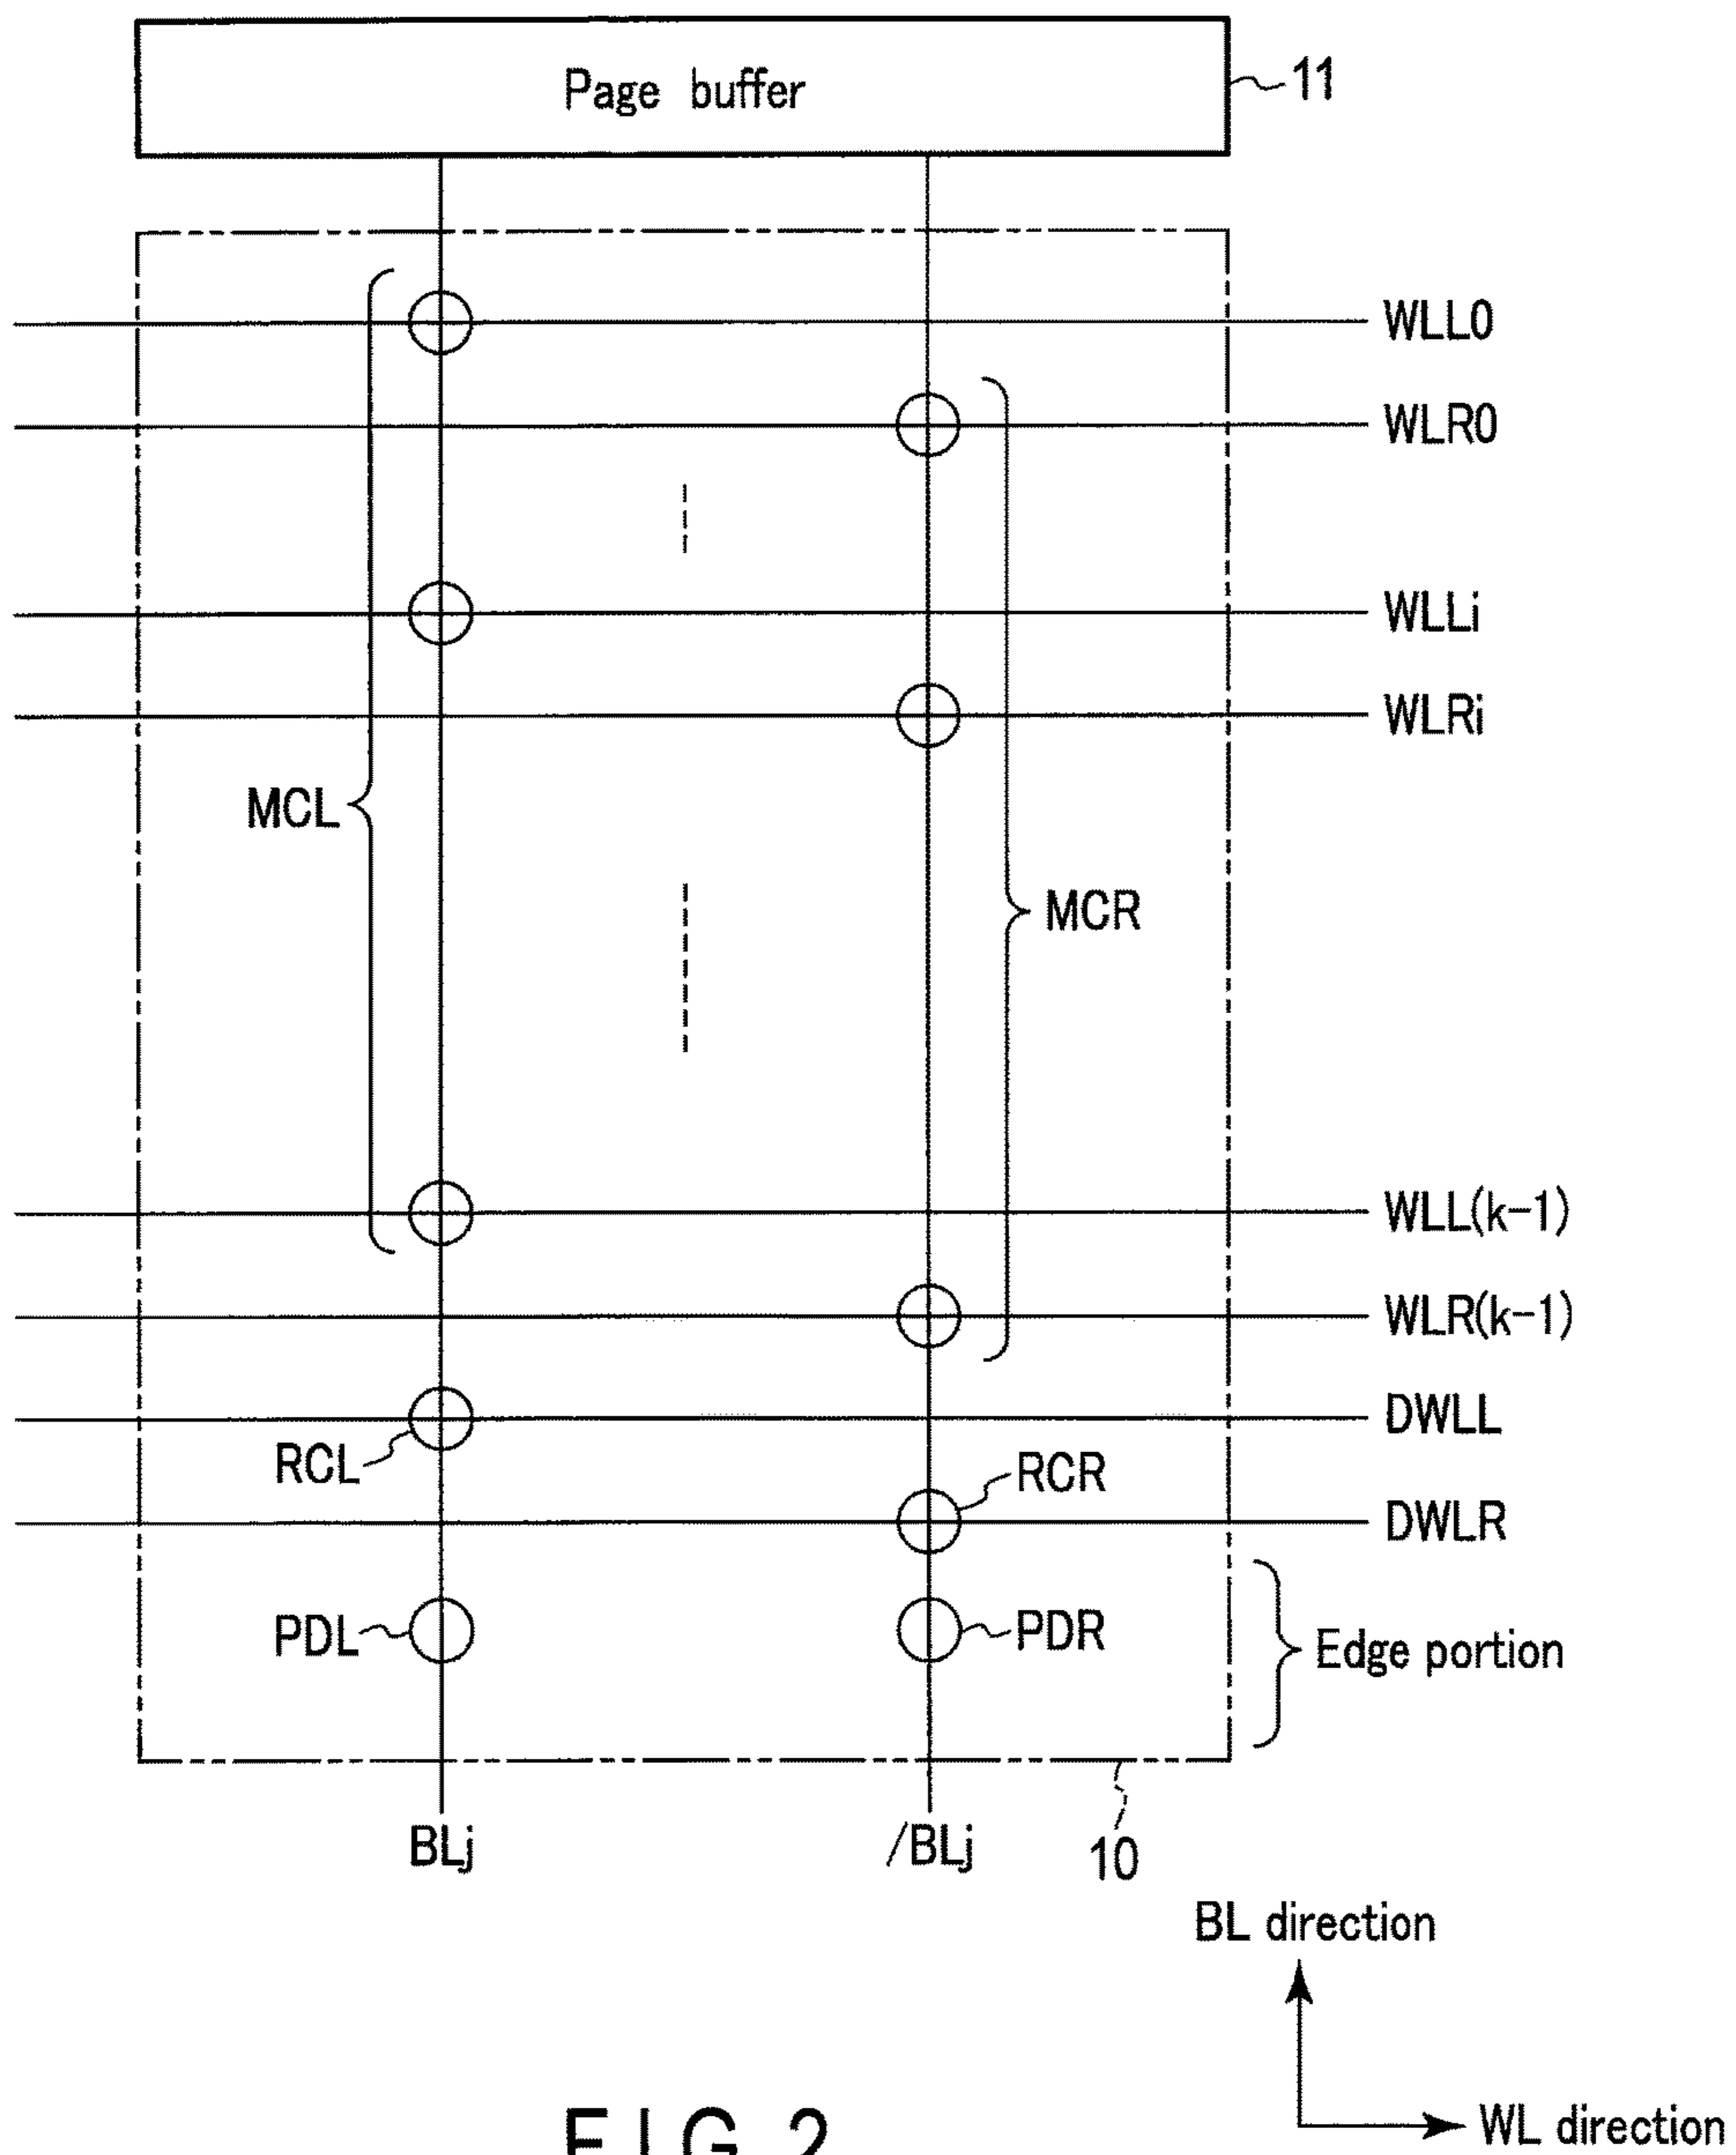 Page buffer
11
WLL0
WLR0
WLLi
WLRi
MCL
MCR
WLL(k-1)
WLR(k-1)
DWLL
RCL
RCR
DWLR
PDL
PDR
Edge portion
BLj
/BLj
10
BL direction
WL direction
FIG. 2